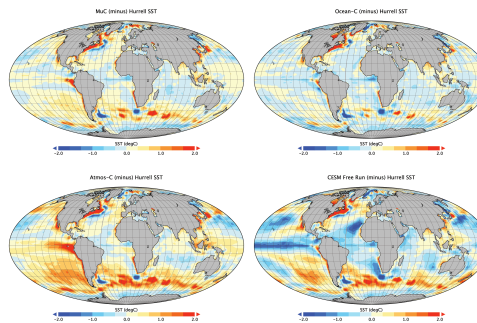 MuC (minus) Hurrell SST
Ocean-C (minus) Hurrell SST
SST (degC)
-2.0 -1.0 0.0 1.0 2.0
SST (degC)
-2.0 -1.0 0.0 1.0 2.0
Atmos-C (minus) Hurrell SST
CESM Free Run (minus) Hurrell SST
SST (degC)
-2.0 -1.0 0.0 1.0 2.0
SST (degC)
-2.0 -1.0 0.0 1.0 2.0